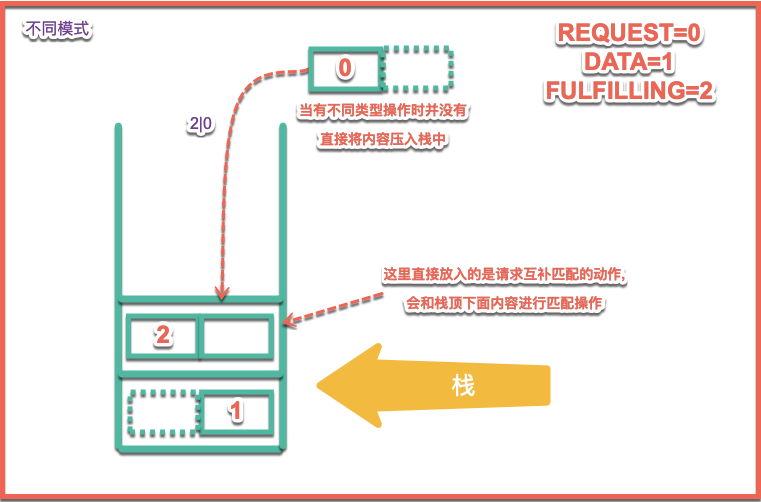 不同模式
REQUEST=0
DATA=1
FULFILLING=2
0
当有不同类型操作时并没有
直接将内容压入栈中
2|0
这里直接放入的是请求互补匹配的动作,
会和栈顶下面内容进行匹配操作
2
栈
1